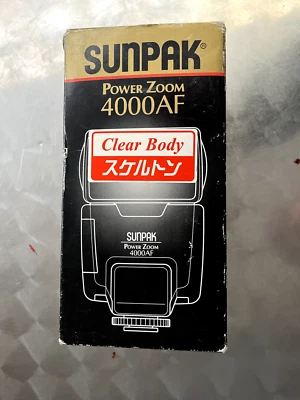 SUNPAK®
POWER ZOOM
4000AF
Clear Body
スケルトン
SUNPAK
POWER ZOOM
4000AF